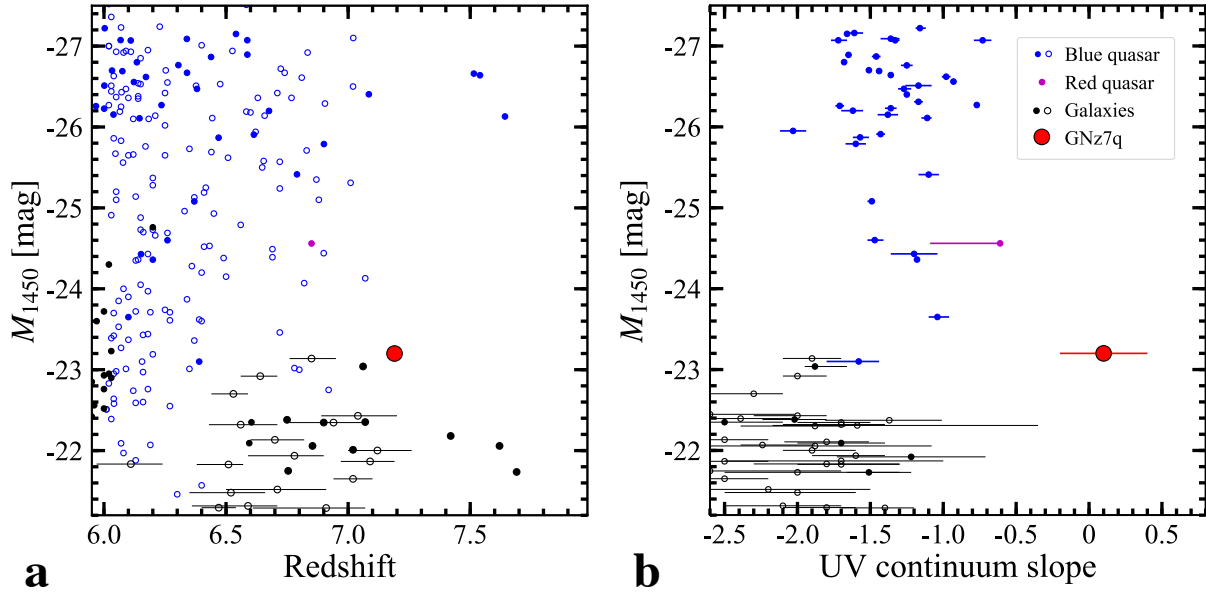 -27
-26
-25
-24
-23
-22
M1450 [mag]
6.0 6.5 7.0 7.5
Redshift
a
-27
-26
-25
-24
-23
-22
M1450 [mag]
-2.5 -2.0 -1.5 -1.0 -0.5 0 0.5
UV continuum slope
b
Blue quasar
Red quasar
Galaxies
GNz7q